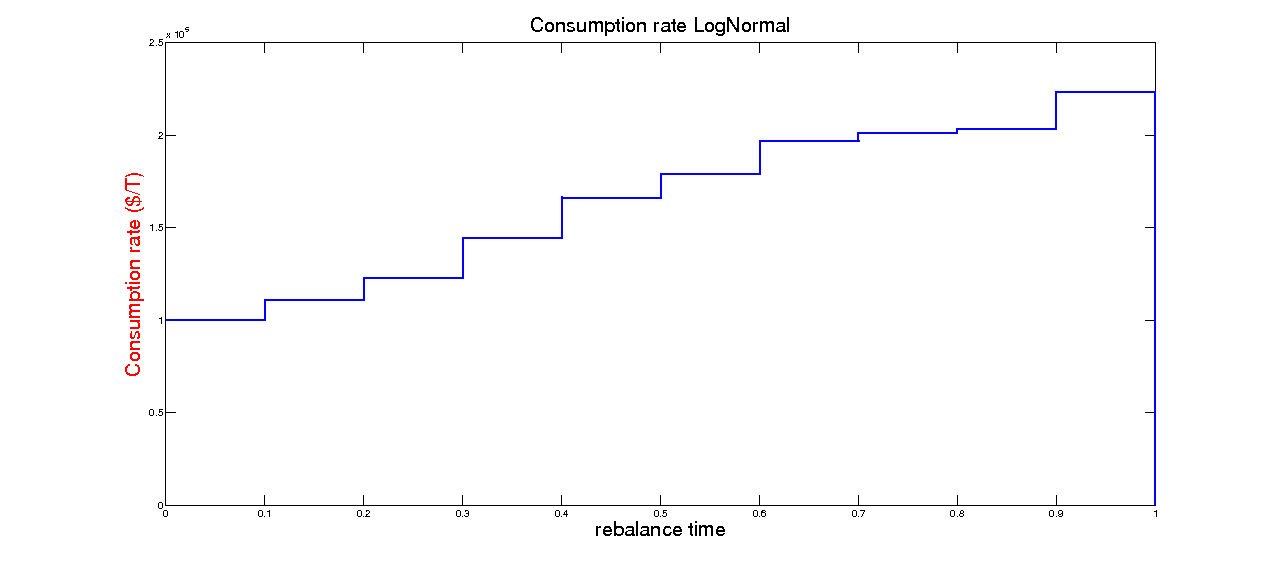 Consumption rate LogNormal
x 10^5
2.5
2
1.5
1
0.5
0
Consumption rate ($/T)
0 0.1 0.2 0.3 0.4 0.5 0.6 0.7 0.8 0.9 1
rebalance time